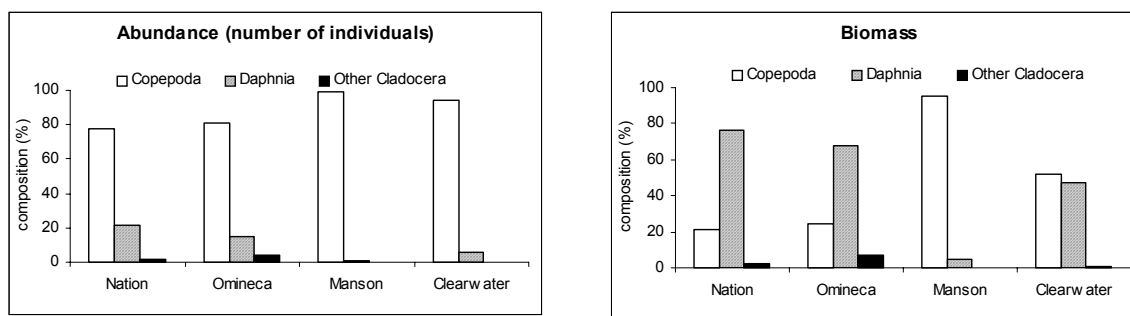 Abundance (number of individuals)
Copepoda Daphnia Other Cladocera
composition (%)
100
80
60
40
20
0
Nation Omineca Manson Clearwater
Biomass
Copepoda Daphnia Other Cladocera
composition (%)
100
80
60
40
20
0
Nation Omineca Manson Clearwater